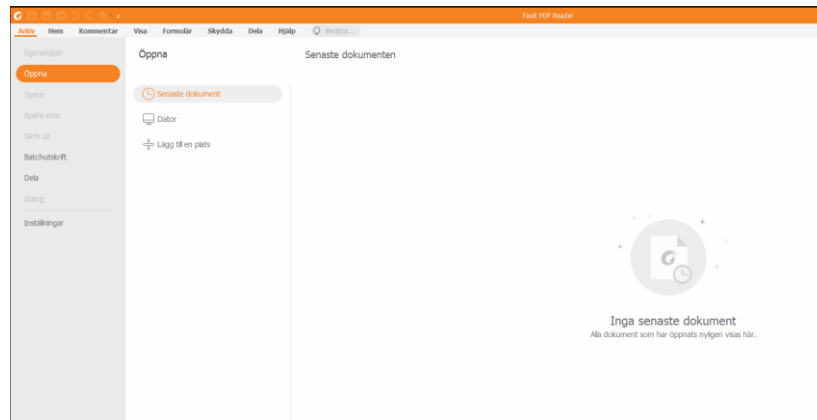 Foxit PDF Reader
Arkiv Hem Kommentar Visa Formulär Skydda Dela Hjälp Berätta...
Egenskaper
Öppna
Spara
Spara som
Skriv ut
Batchutskrift
Dela
Stäng
Inställningar
Öppna
Senaste dokument
Dator
Lägg till en plats
Senaste dokumenten
Inga senaste dokument
Alla dokument som har öppnats nyligen visas här.